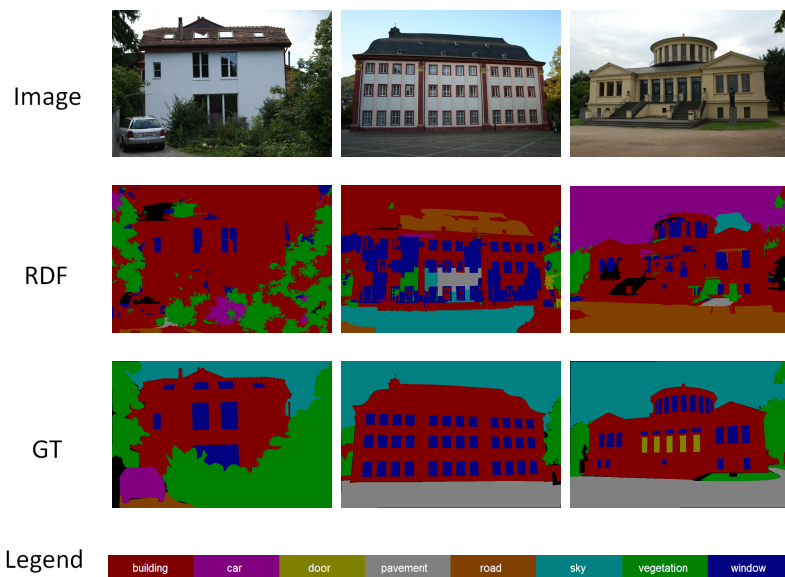 Image
RDF
GT
Legend
building car door pavement road sky vegetation window